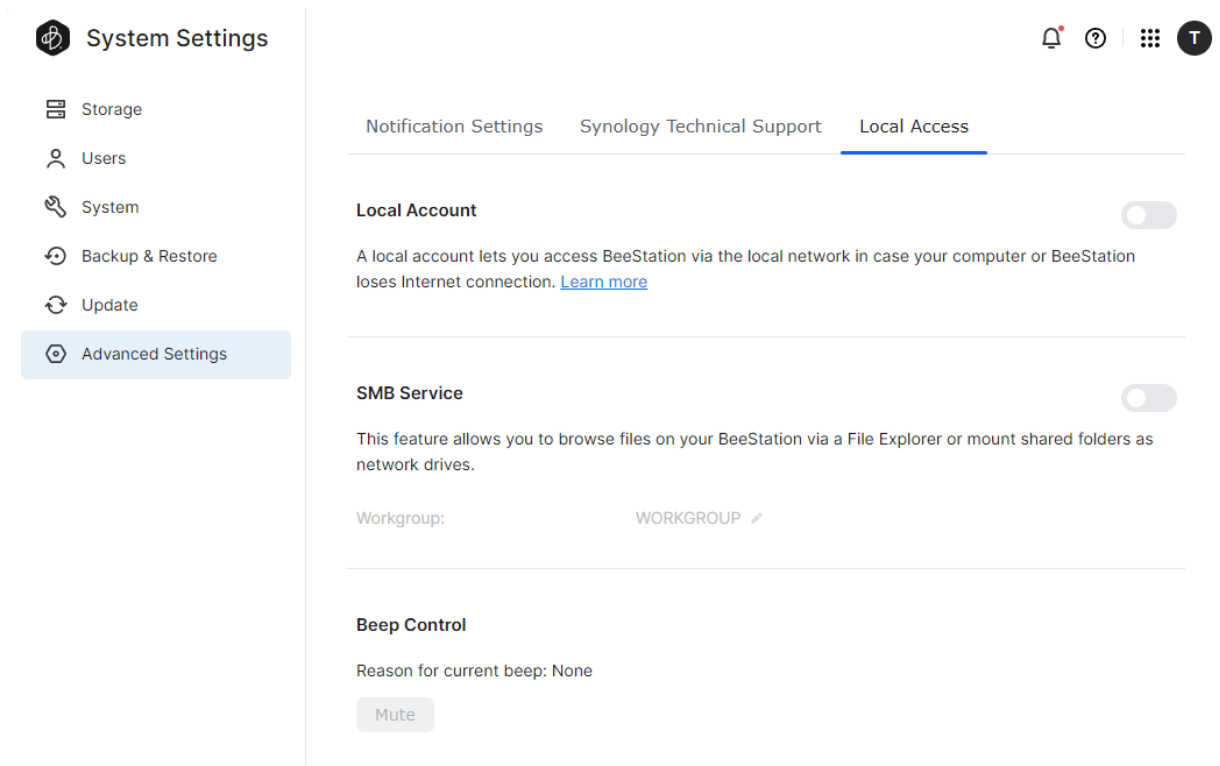 System Settings
T
Storage
Users
System
Backup & Restore
Update
Advanced Settings
Notification Settings
Synology Technical Support
Local Access
Local Account
A local account lets you access BeeStation via the local network in case your computer or BeeStation
loses Internet connection. Learn more
SMB Service
This feature allows you to browse files on your BeeStation via a File Explorer or mount shared folders as
network drives.
Workgroup: WORKGROUP
Beep Control
Reason for current beep: None
Mute